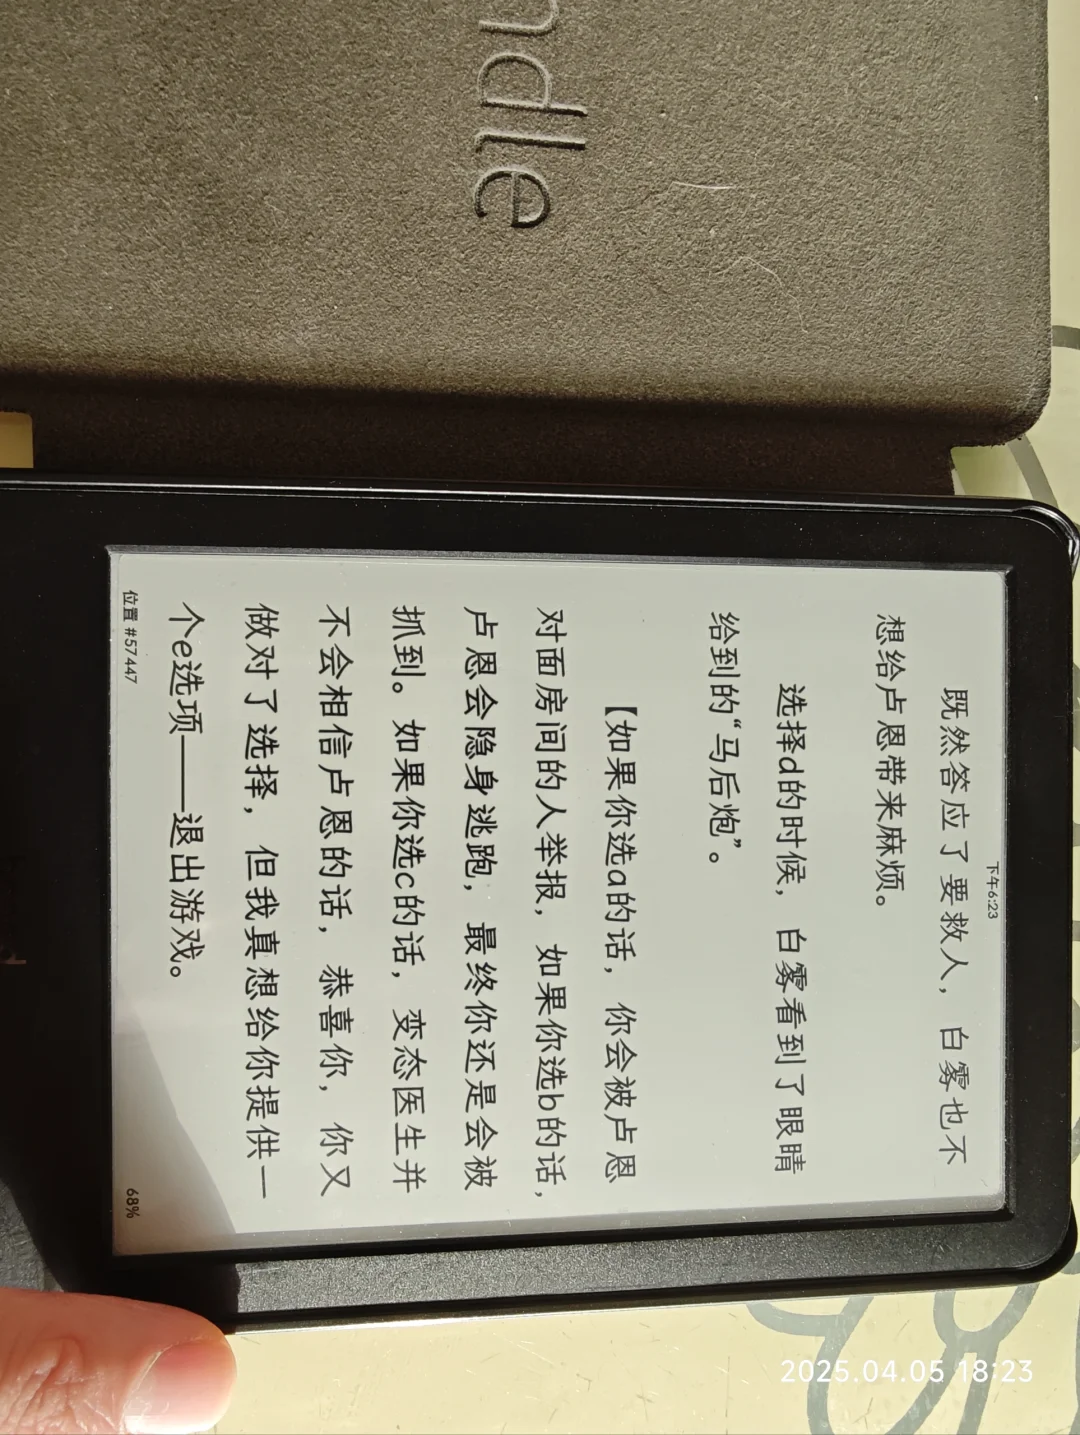 ndle
下午6:23
既然答应了要救人，白雾也不
想给卢恩带来麻烦。
选择d的时候，白雾看到了眼睛
给到的“马后炮”。
【如果你选a的话，你会被卢恩
对面房间的人举报，如果你选b的话，
卢恩会隐身逃跑，最终你还是会被
抓到。如果你选c的话，变态医生并
不会相信卢恩的话，恭喜你，你又
做对了选择，但我真想给你提供一
个e选项——退出游戏。
位置 #57447
68%
2025.04.05 18:23